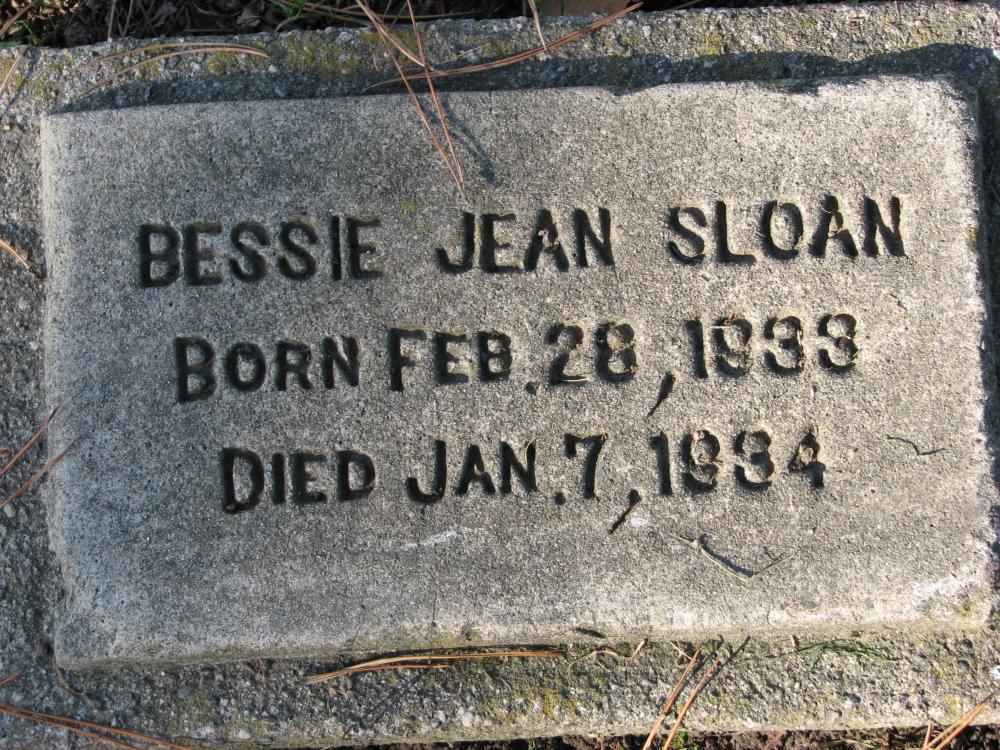 BESSIE JEAN SLOAN
BORN FEB. 28, 1933
DIED JAN. 7, 1934